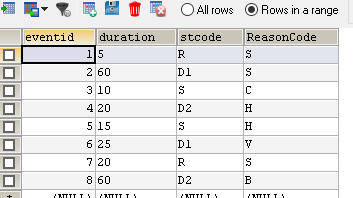 All rows Rows in a range
eventid duration stcode ReasonCode
1 5 R S
2 60 D1 S
3 10 S C
4 20 D2 H
5 15 S H
6 25 D1 V
7 20 R S
8 60 D2 B
(NULL) (NULL) (NULL) (NULL)